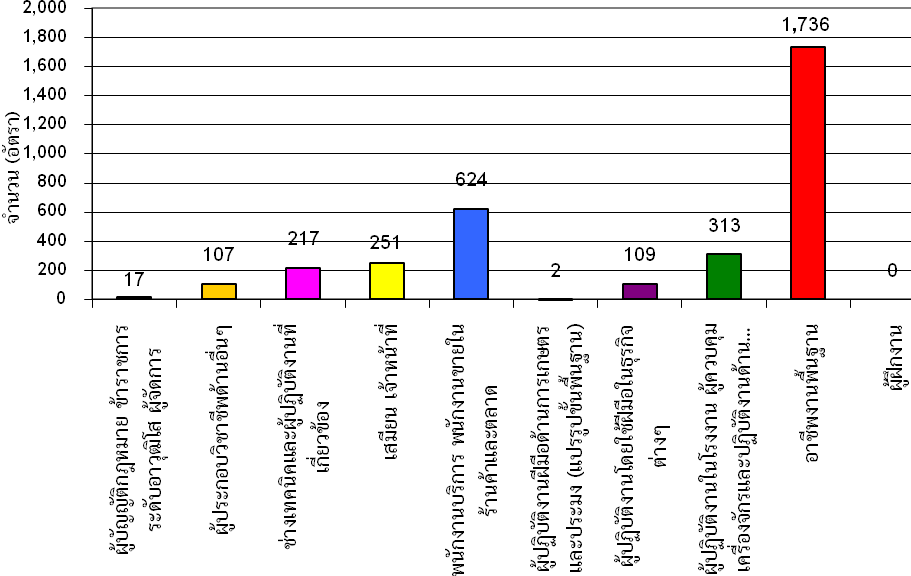 จำนวน (อัตรา)
2,000
1,800
1,600
1,400
1,200
1,000
800
600
400
200
0
17
107
217
251
624
2
109
313
1,736
0
ผู้บัญญัติกฎหมาย ข้าราชการ
ระดับอาวุโส ผู้จัดการ
ผู้ประกอบวิชาชีพด้านอื่นๆ
ช่างเทคนิคและผู้ปฏิบัติงานที่
เกี่ยวข้อง
เสมียน เจ้าหน้าที่
พนักงานบริการ พนักงานขายใน
ร้านค้าและตลาด
ผู้ปฏิบัติงานฝีมือด้านการเกษตร
และประมง (แปรรูปขั้นพื้นฐาน)
ผู้ปฏิบัติงานโดยใช้ฝีมือในธุรกิจ
ต่างๆ
ผู้ปฏิบัติงานในโรงงาน ผู้ควบคุม
เครื่องจักรและปฏิบัติงานด้าน...
อาชีพงานพื้นฐาน
ผู้ฝึกงาน